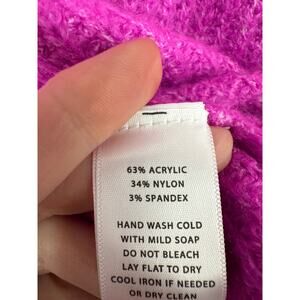 63% ACRYLIC
34% NYLON
3% SPANDEX
HAND WASH COLD
WITH MILD SOAP
DO NOT BLEACH
LAY FLAT TO DRY
COOL IRON IF NEEDED
OR DRY CLEAN